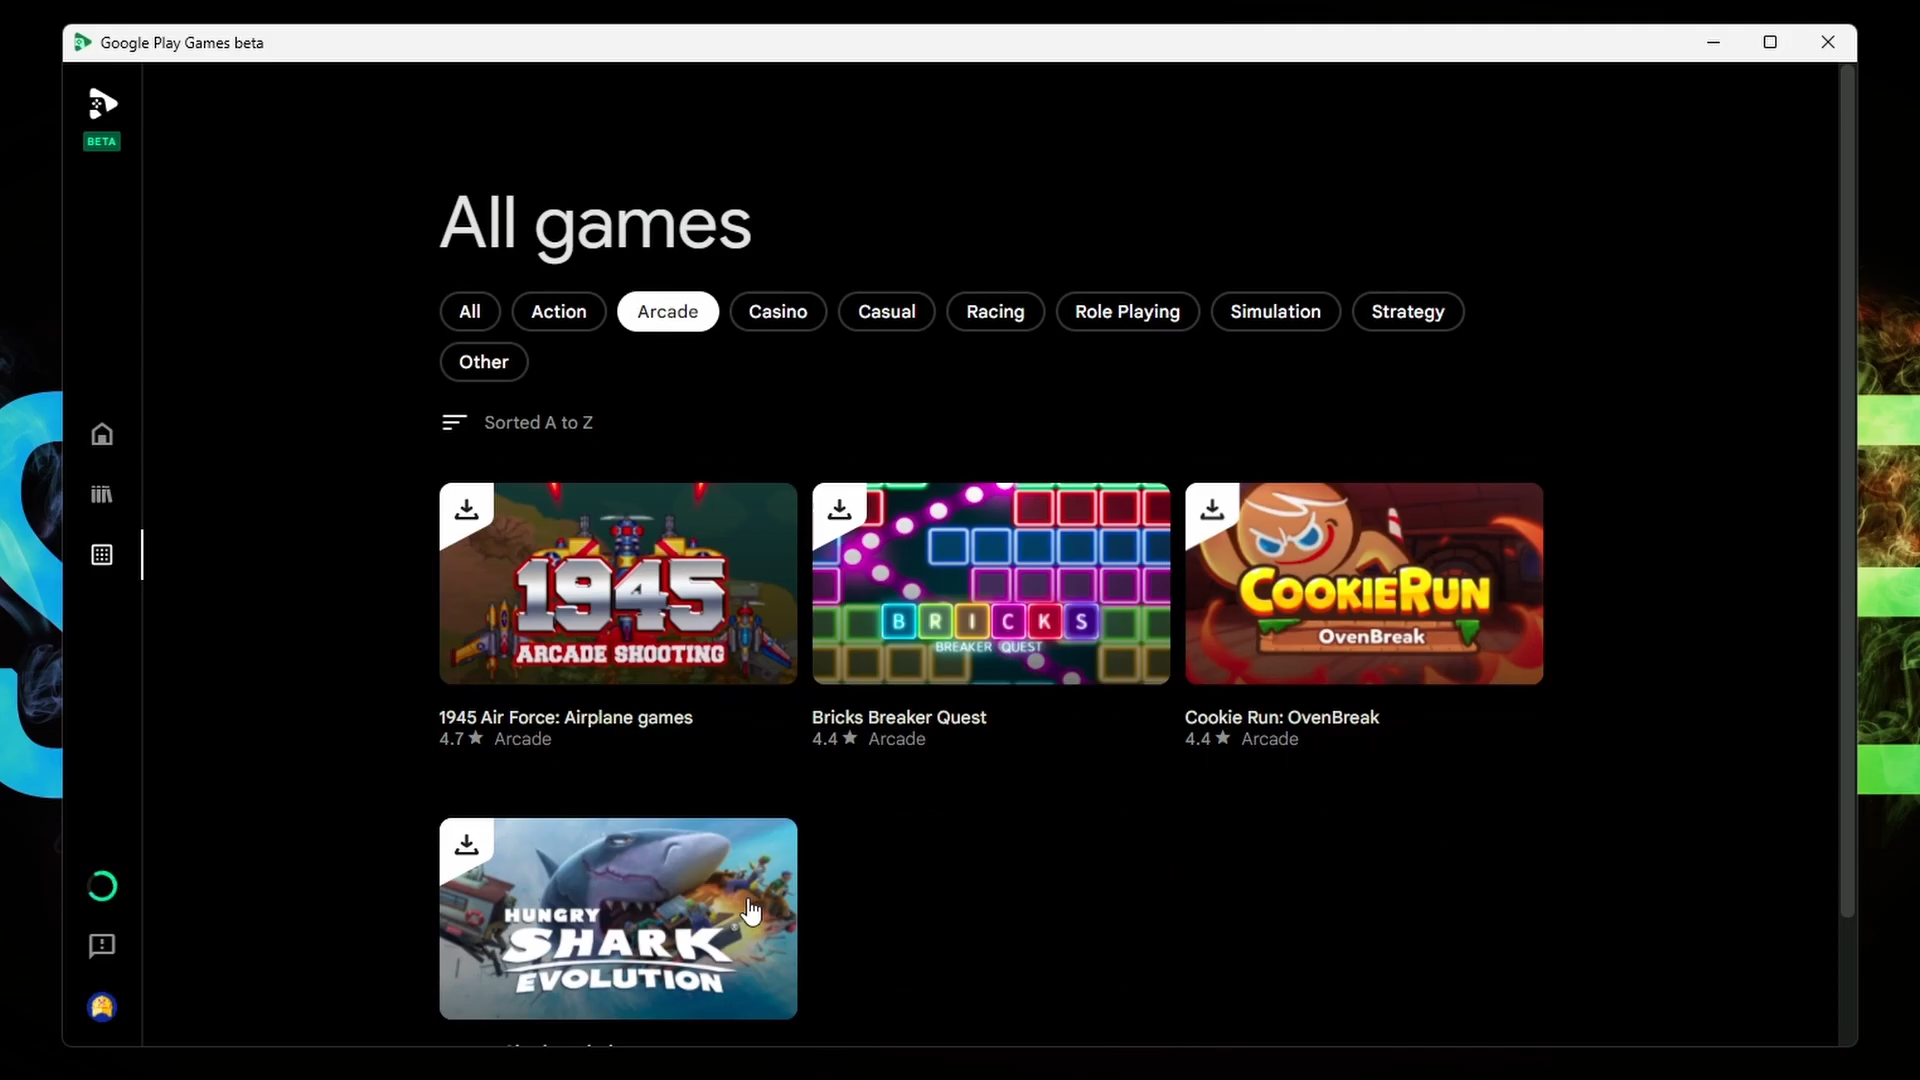 Google Play Games beta
BETA
All games
All
Action
Arcade
Casino
Casual
Racing
Role Playing
Simulation
Strategy
Other
Sorted A to Z
1945
ARCADE SHOOTING
BRICKS
BREAKER QUEST
COOKIERUN
OvenBreak
1945 Air Force: Airplane games
4.7★ Arcade
Bricks Breaker Quest
4.4★ Arcade
Cookie Run: OvenBreak
4.4★ Arcade
HUNGRY
SHARK®
EVOLUTION